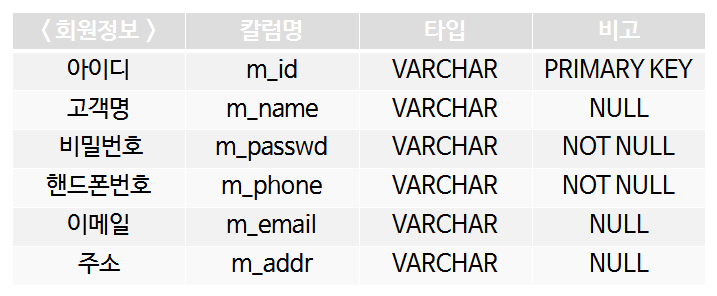 < 회원정보 > 칼럼명 타입 비고
아이디 m_id VARCHAR PRIMARY KEY
고객명 m_name VARCHAR NULL
비밀번호 m_passwd VARCHAR NOT NULL
핸드폰번호 m_phone VARCHAR NOT NULL
이메일 m_email VARCHAR NULL
주소 m_addr VARCHAR NULL